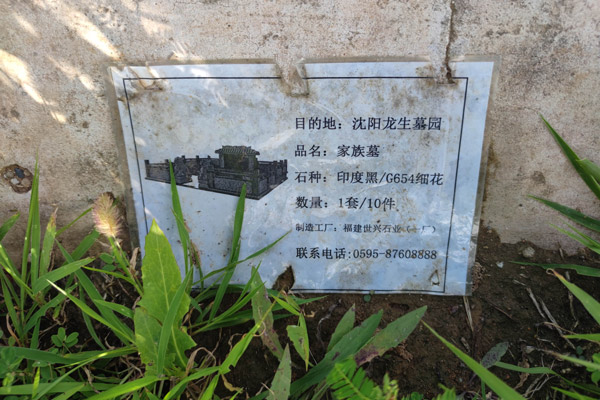 目的地：沈阳龙生墓园
品名：家族墓
石种：印度黑/G654细花
数量：1套/10件
制造工厂：福建世兴石业（ 厂）
联系电话:0595-87608888